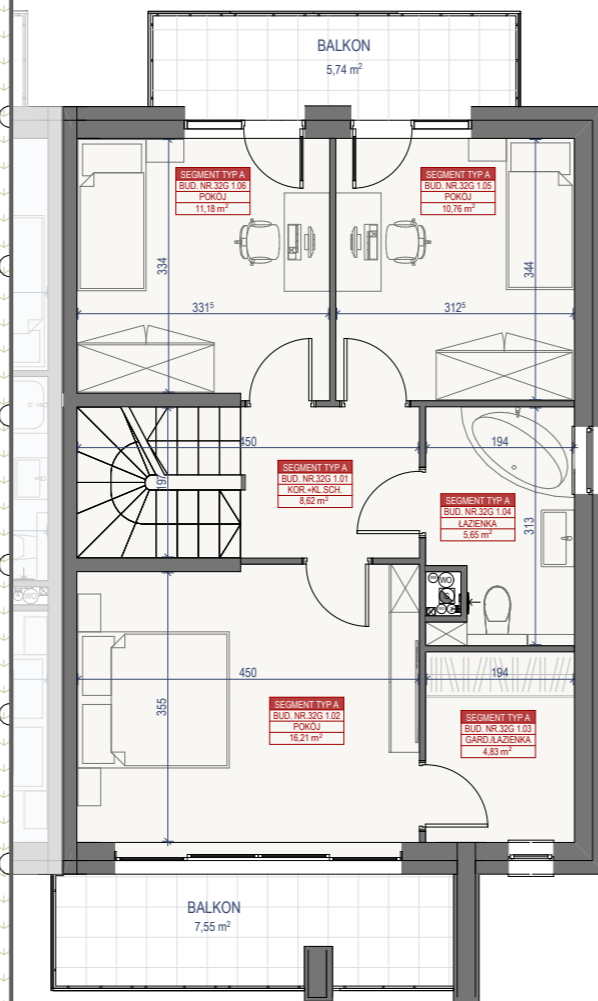 BALKON
5,74 m²
SEGMENT TYP A
BUD. NR.32G 1.06
POKÓJ
11,18 m²
SEGMENT TYP A
BUD. NR.32G 1.05
POKÓJ
10,76 m²
334
344
331⁵
312⁵
450
194
197
SEGMENT TYP A
BUD. NR.32G 1.01
KOR.+KL.SCH.
8,62 m²
SEGMENT TYP A
BUD. NR.32G 1.04
ŁAZIENKA
5,65 m²
313
WO
450
194
355
SEGMENT TYP A
BUD. NR.32G 1.02
POKÓJ
16,21 m²
SEGMENT TYP A
BUD. NR.32G 1.03
GARD./ŁAZIENKA
4,83 m²
BALKON
7,55 m²